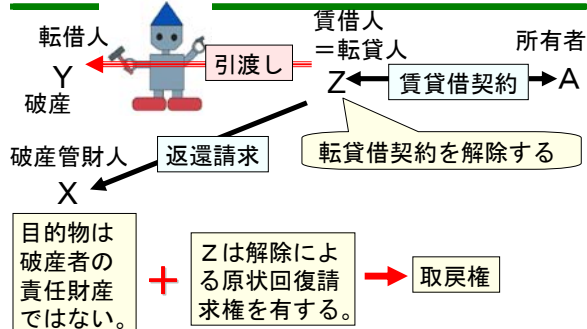 転借人
Y
破産
引渡し
賃借人
＝転貸人
Z
賃貸借契約
所有者
A
転貸借契約を解除する
返還請求
破産管財人
X
目的物は
破産者の
責任財産
ではない。
＋
Ｚは解除によ
る原状回復請
求権を有する。
取戻権